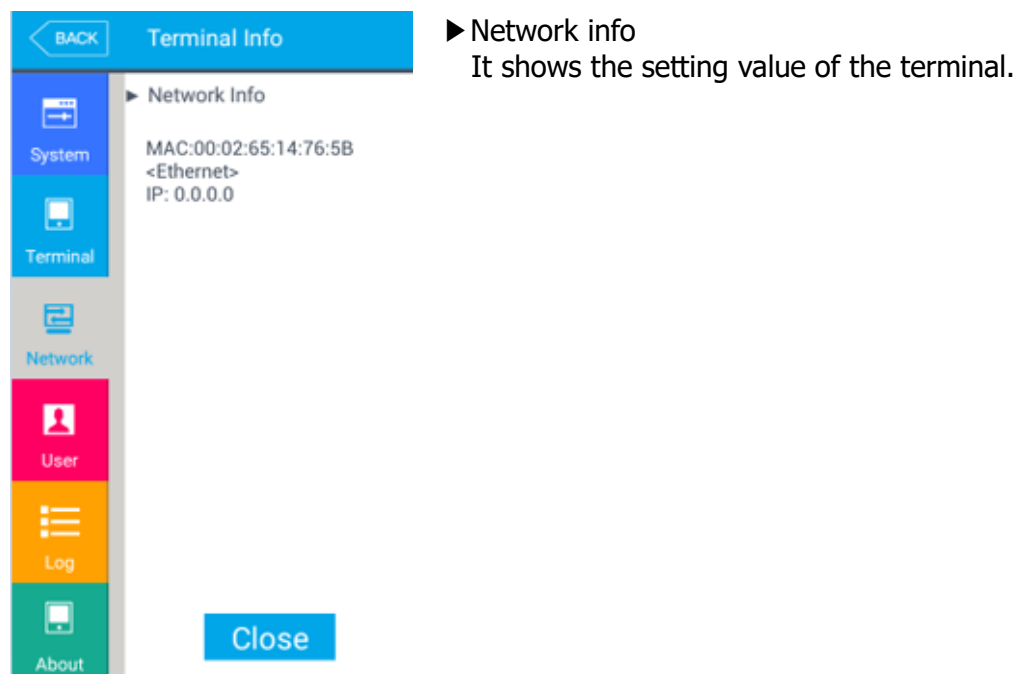 BACK
Terminal Info
System
Terminal
Network
User
Log
About
► Network Info
MAC:00:02:65:14:76:5B
<Ethernet>
IP: 0.0.0.0
Close
▶Network info
It shows the setting value of the terminal.